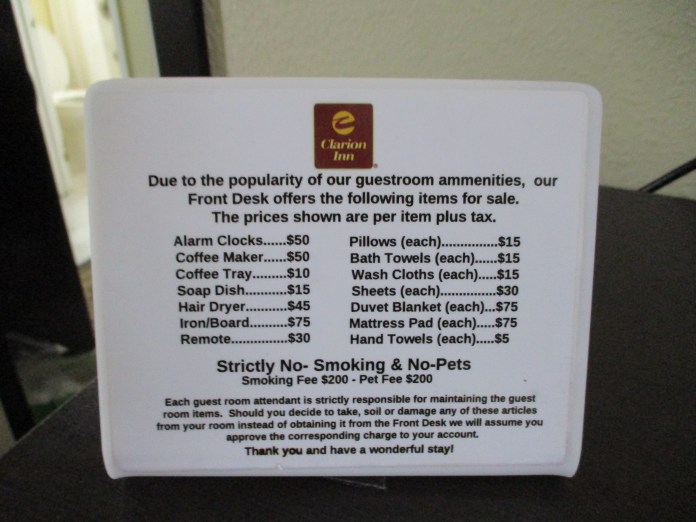 Clarion
Inn
Due to the popularity of our guestroom ammenities, our
Front Desk offers the following items for sale.
The prices shown are per item plus tax.
Alarm Clocks......$50
Coffee Maker......$50
Coffee Tray.........$10
Soap Dish...........$15
Hair Dryer...........$45
Iron/Board..........$75
Remote................$30
Pillows (each)...............$15
Bath Towels (each)......$15
Wash Cloths (each).....$15
Sheets (each)...............$30
Duvet Blanket (each)...$75
Mattress Pad (each).....$75
Hand Towels (each).....$5
Strictly No- Smoking & No-Pets
Smoking Fee $200 - Pet Fee $200
Each guest room attendant is strictly responsible for maintaining the guest
room items. Should you decide to take, soil or damage any of these articles
from your room instead of obtaining it from the Front Desk we will assume you
approve the corresponding charge to your account.
Thank you and have a wonderful stay!